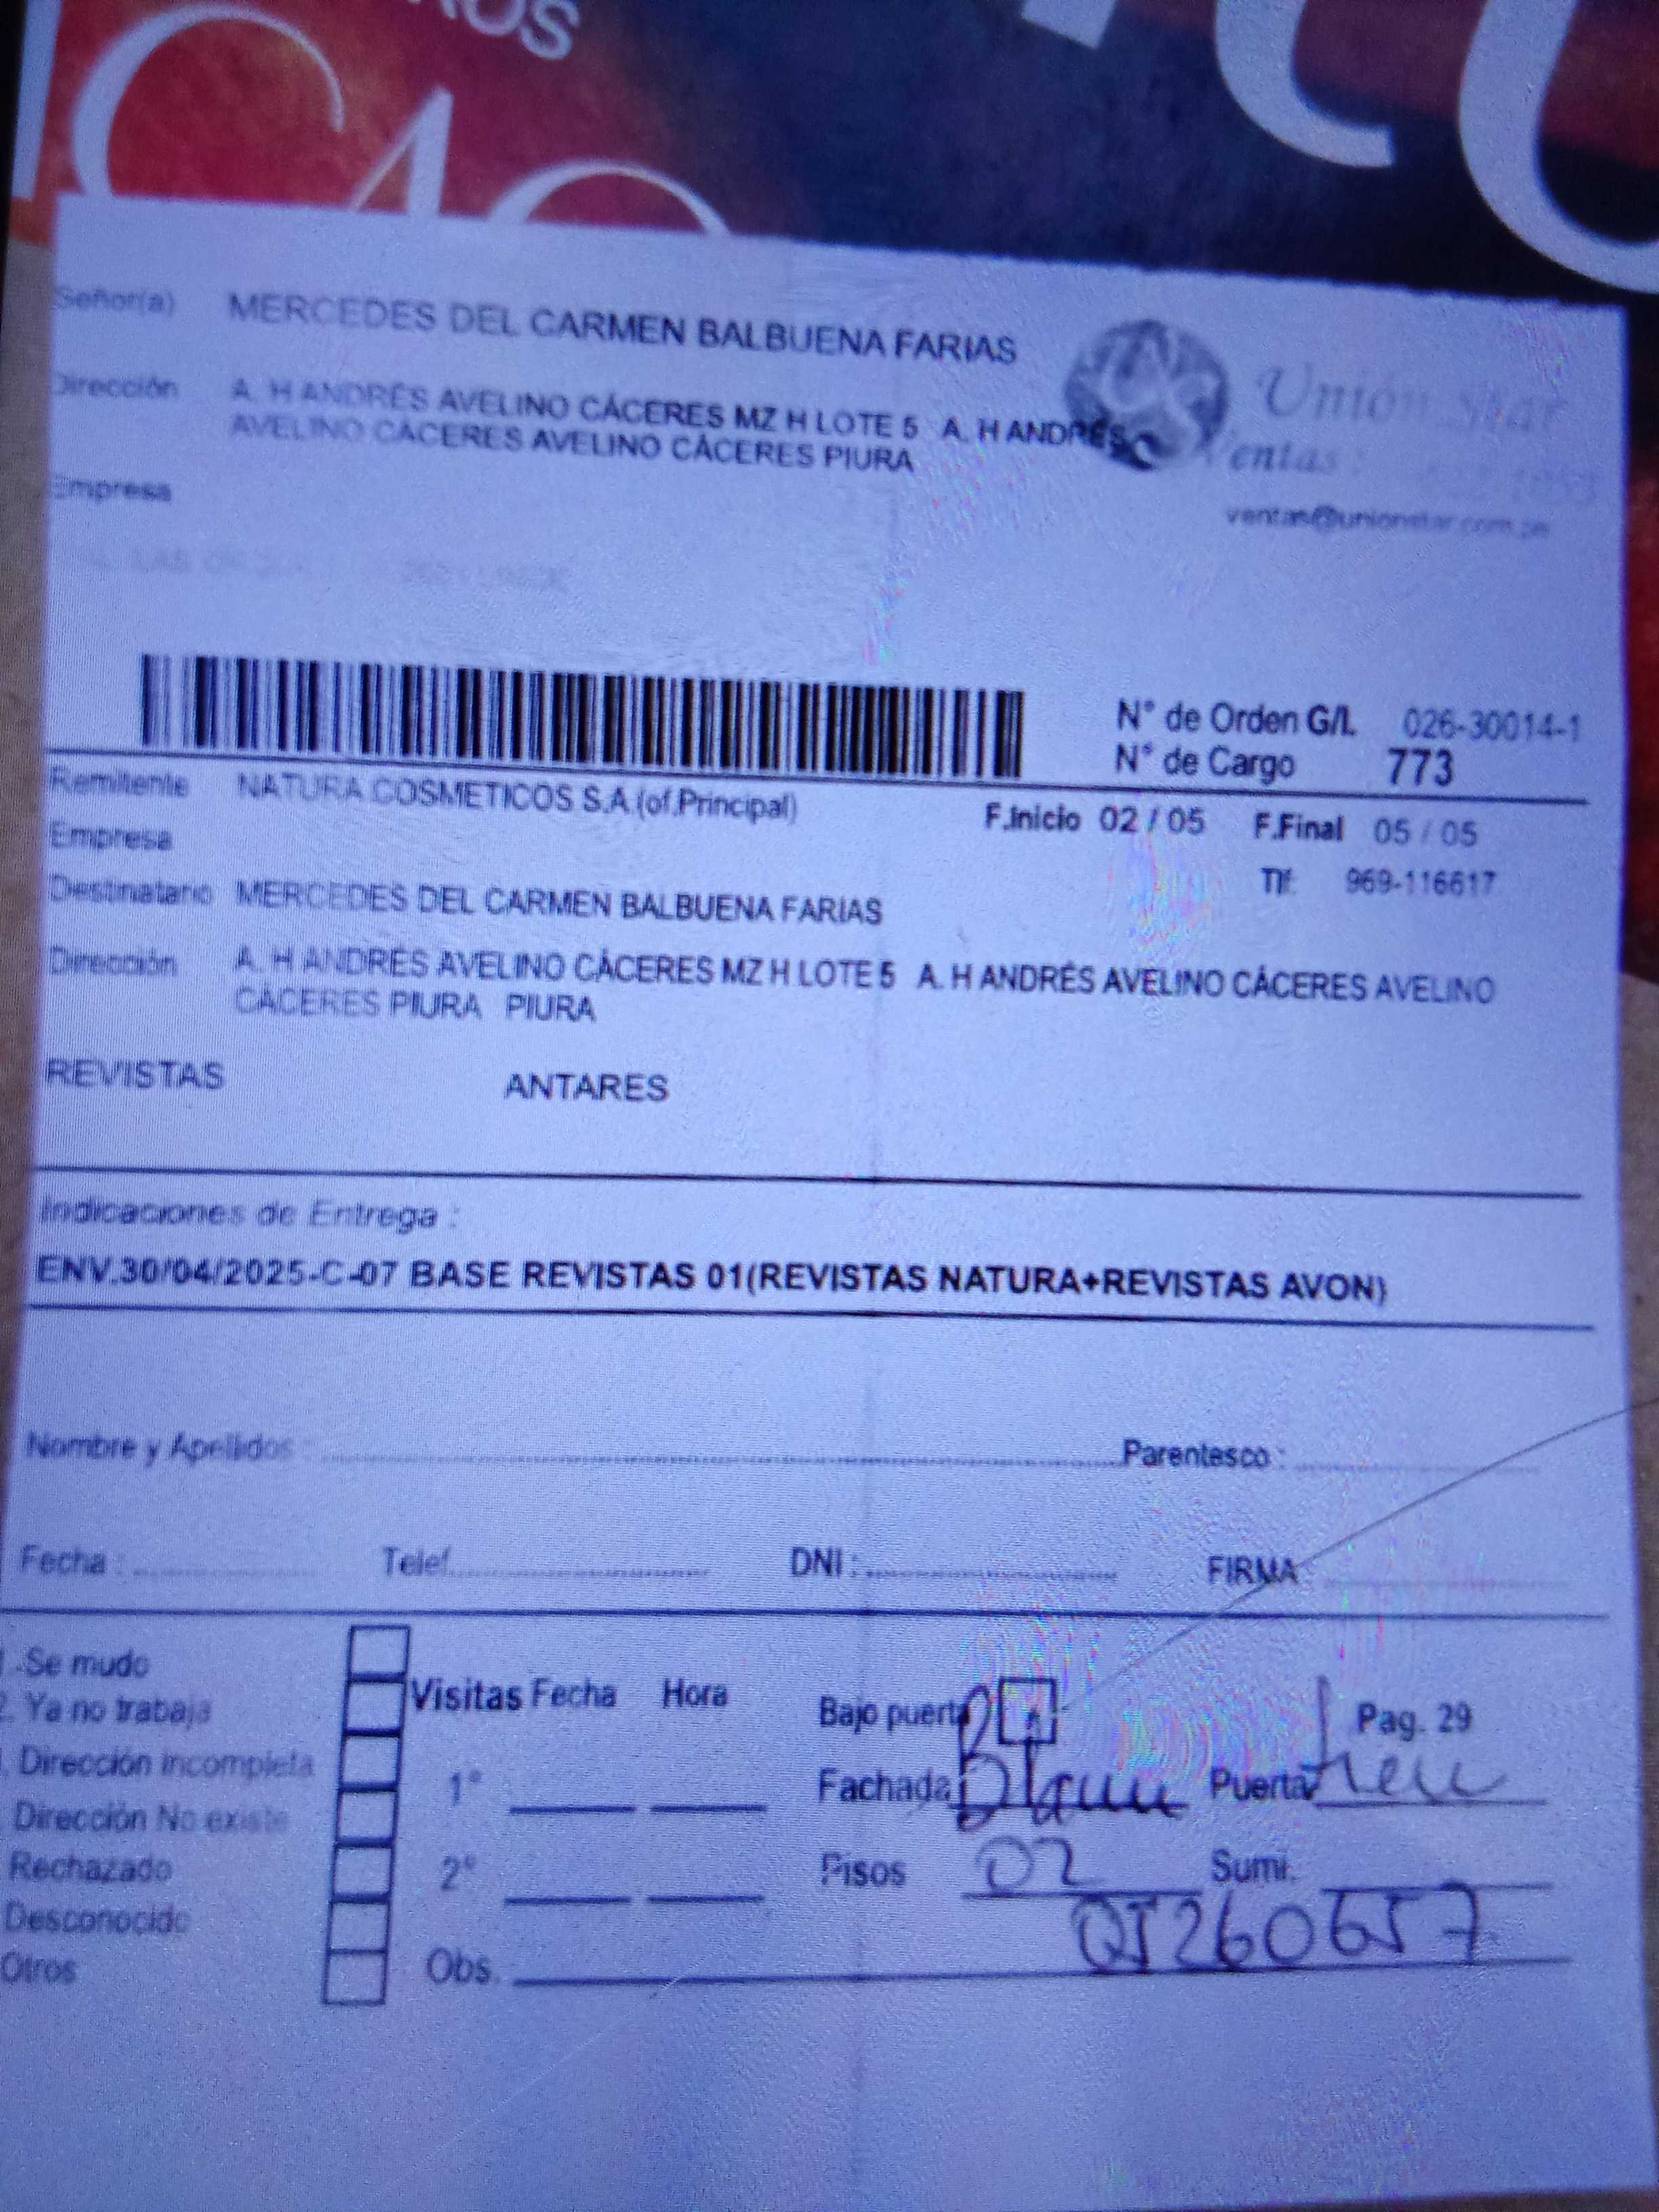 Señor(a) MERCEDES DEL CARMEN BALBUENA FARIAS
Dirección A. H ANDRÉS AVELINO CÁCERES MZ H LOTE 5 A. H ANDRÉS
AVELINO CÁCERES AVELINO CÁCERES PIURA
Unión Star
Ventas:
Empresa
ventas@unionstar.com.pe
N° de Orden G/L 026-30014-1
N° de Cargo 773
Remitente NATURA COSMETICOS S.A.(of.Principal)
F.Inicio 02 / 05 F.Final 05 / 05
Empresa
Tlf: 969-116617
Destinatario MERCEDES DEL CARMEN BALBUENA FARIAS
Dirección A. H ANDRÉS AVELINO CÁCERES MZ H LOTE 5 A. H ANDRÉS AVELINO CÁCERES AVELINO
CÁCERES PIURA PIURA
REVISTAS ANTARES
Indicaciones de Entrega :
ENV.30/04/2025-C-07 BASE REVISTAS 01(REVISTAS NATURA+REVISTAS AVON)
Nombre y Apellidos : Parentesco :
Fecha : Telef. DNI : FIRMA
1. Se mudo
2. Ya no trabaja
Visitas Fecha Hora
Bajo puerta
Pag. 29
Dirección incompleta
1°
Fachada Puerta
Dirección No existe
Rechazado
2°
Pisos 02 Sumi.
Desconocido
QJ260657
Otros
Obs.